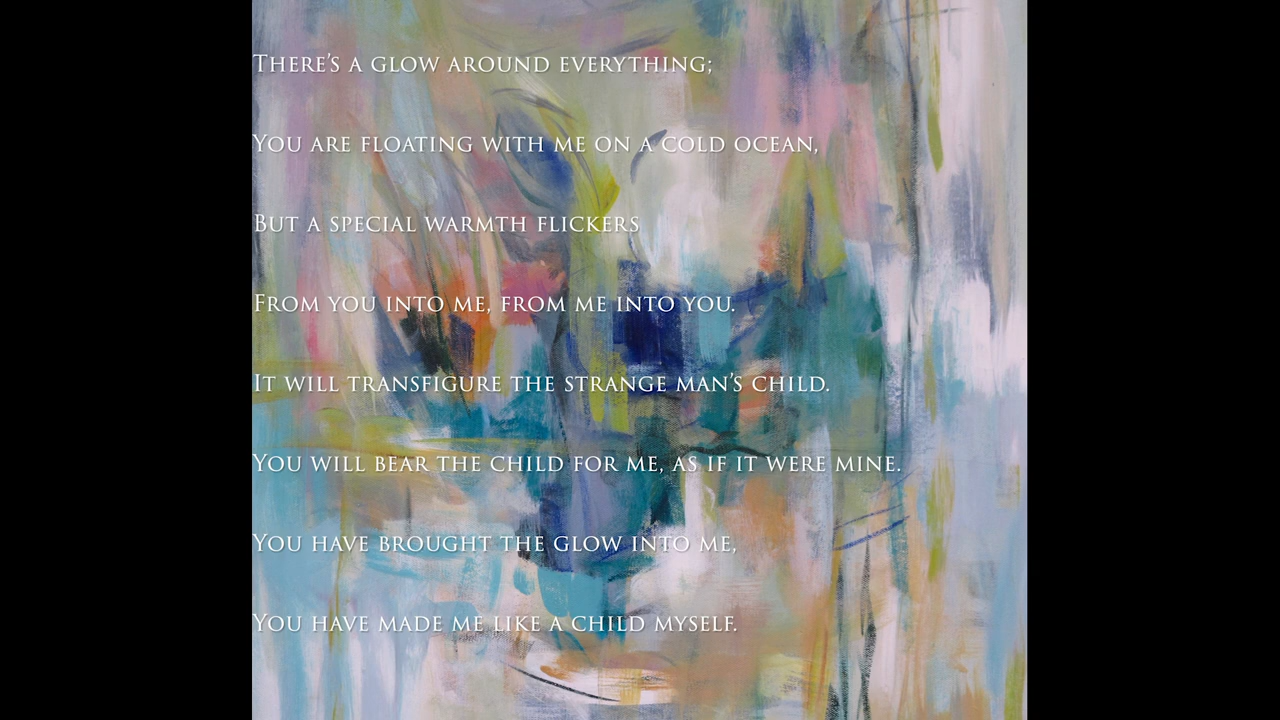 There's a glow around everything;
You are floating with me on a cold ocean,
But a special warmth flickers
From you into me, from me into you.
It will transfigure the strange man's child.
You will bear the child for me, as if it were mine.
You have brought the glow into me,
You have made me like a child myself.